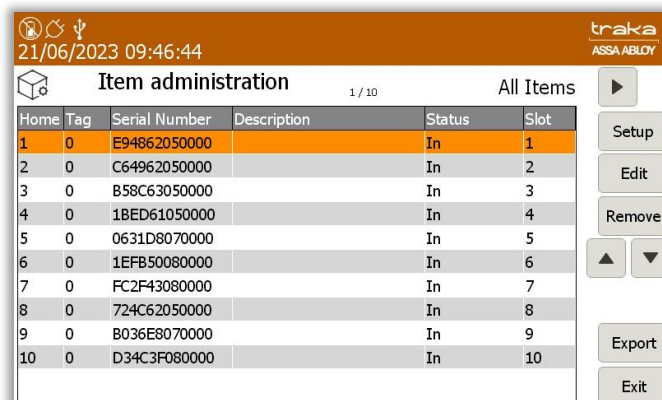 traka
21/06/2023 09:46:44
ASSA ABLOY
Item administration 1 / 10 All Items
Home Tag Serial Number Description Status Slot
1 0 E94862050000 In 1
2 0 C64962050000 In 2
3 0 B58C63050000 In 3
4 0 1BED61050000 In 4
5 0 0631D8070000 In 5
6 0 1EFB50080000 In 6
7 0 FC2F43080000 In 7
8 0 724C62050000 In 8
9 0 B036E8070000 In 9
10 0 D34C3F080000 In 10
Setup
Edit
Remove
Export
Exit